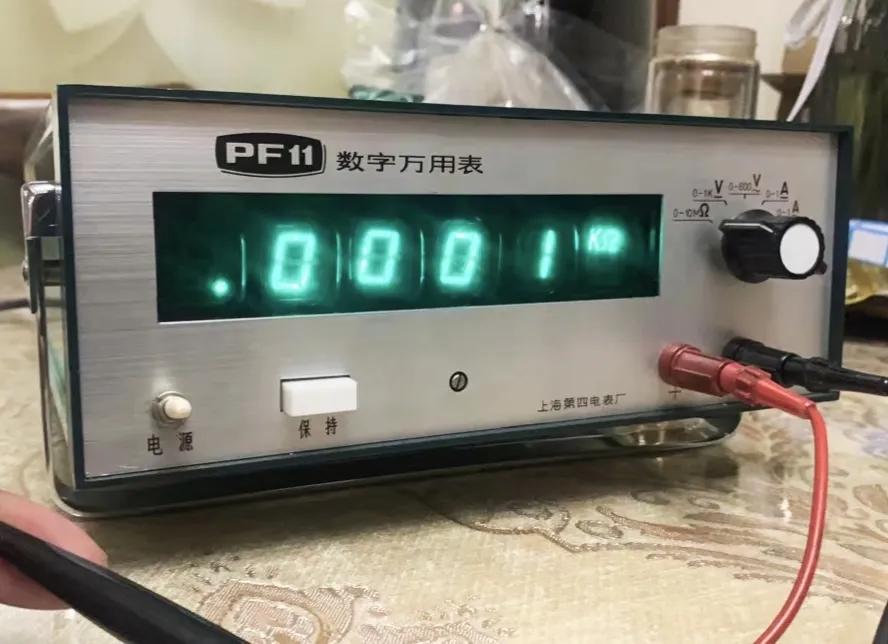 PF11 数字万用表
.0001 KΩ
0-1K V
0-600 V
0-1 A
0-10MΩ
0-1 A
电源
保持
上海第四电表厂
+